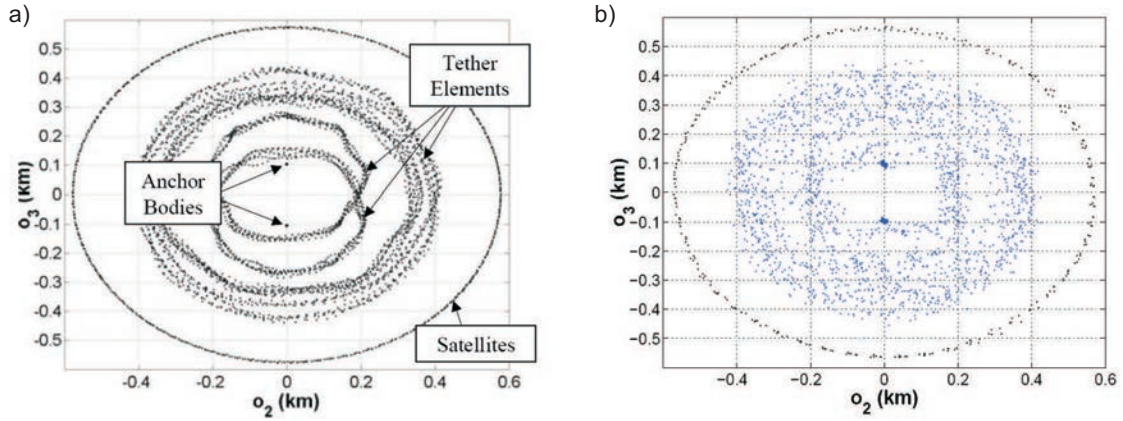 a)
0.5
0.4
0.3
0.2
0.1
0
-0.1
-0.2
-0.3
-0.4
-0.5
o3 (km)
-0.4 -0.2 0 0.2 0.4 0.6
o2 (km)
Tether
Elements
Anchor
Bodies
Satellites
b)
0.5
0.4
0.3
0.2
0.1
0
−0.1
−0.2
−0.3
−0.4
−0.5
o3 (km)
−0.4 −0.2 0 0.2 0.4 0.6
o2 (km)